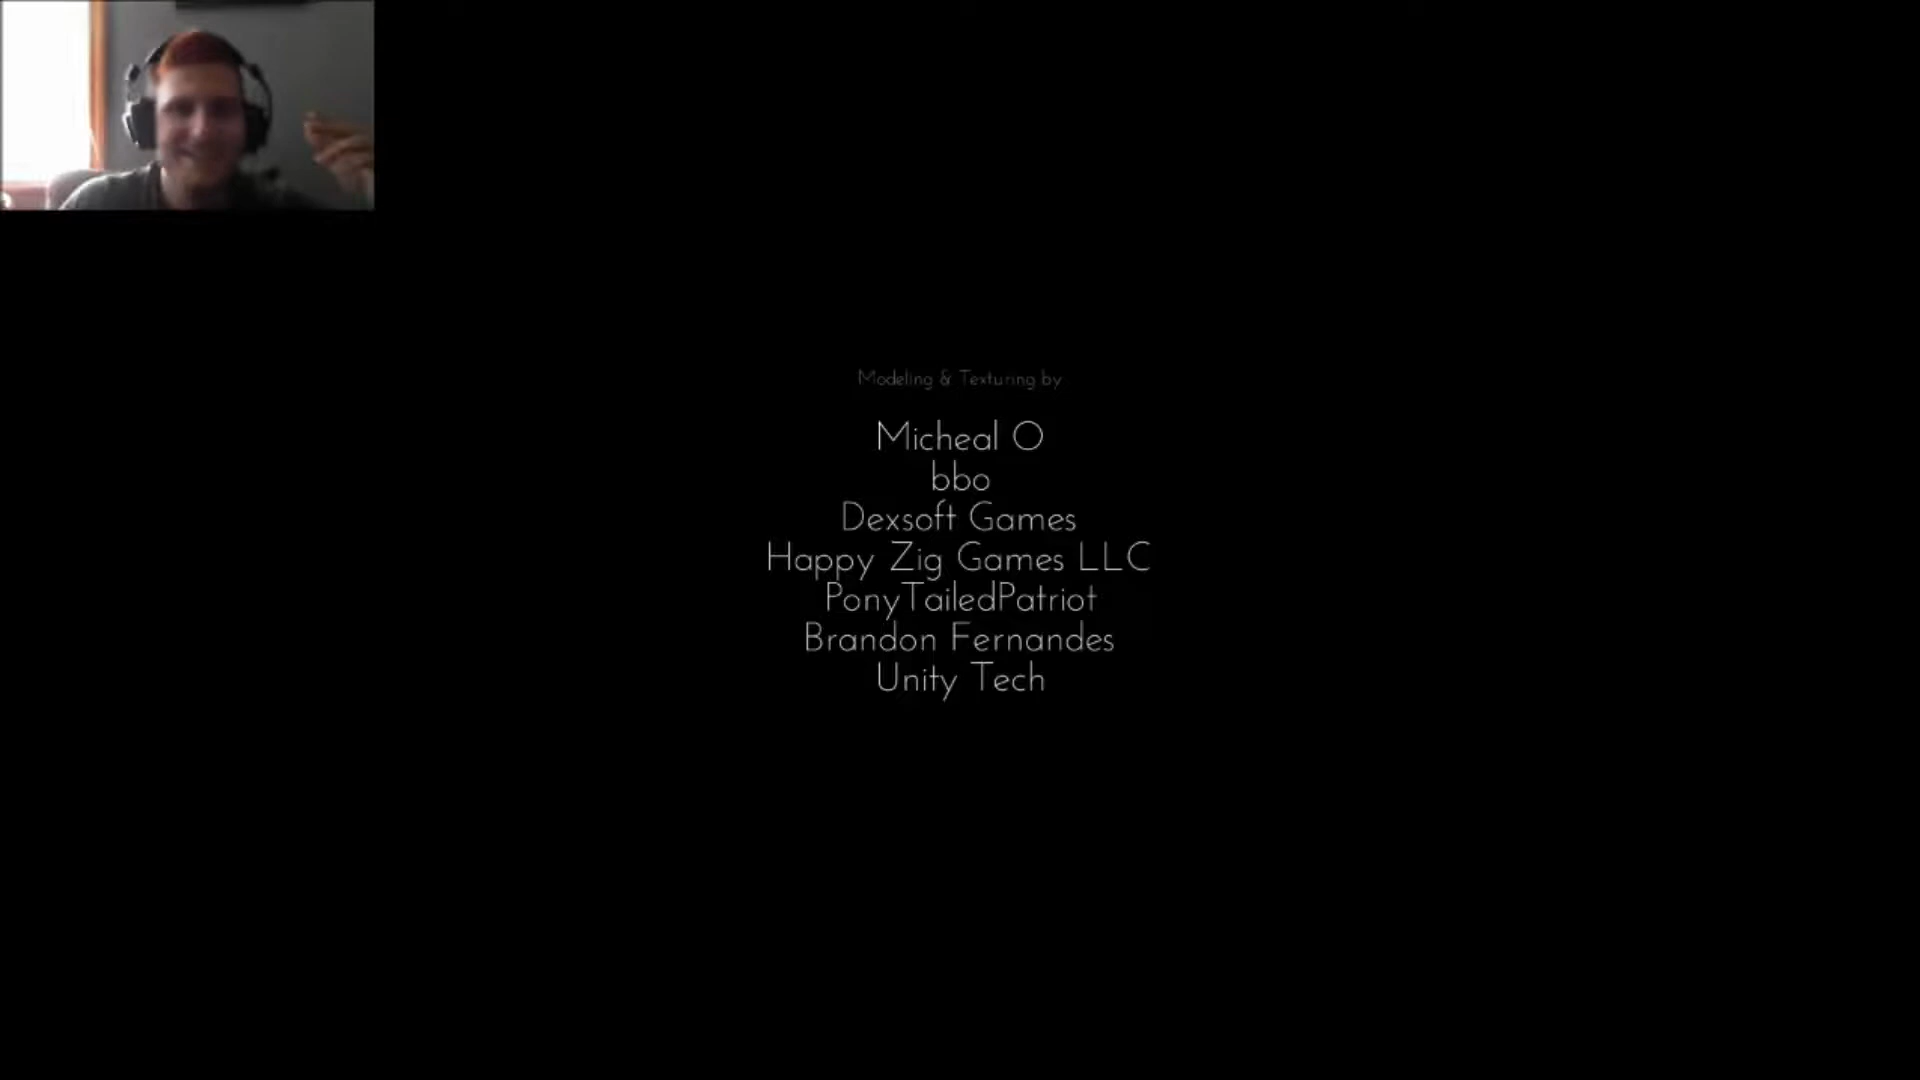 Modeling & Texturing by
Micheal O
bbo
Dexsoft Games
Happy Zig Games LLC
PonyTailedPatriot
Brandon Fernandes
Unity Tech